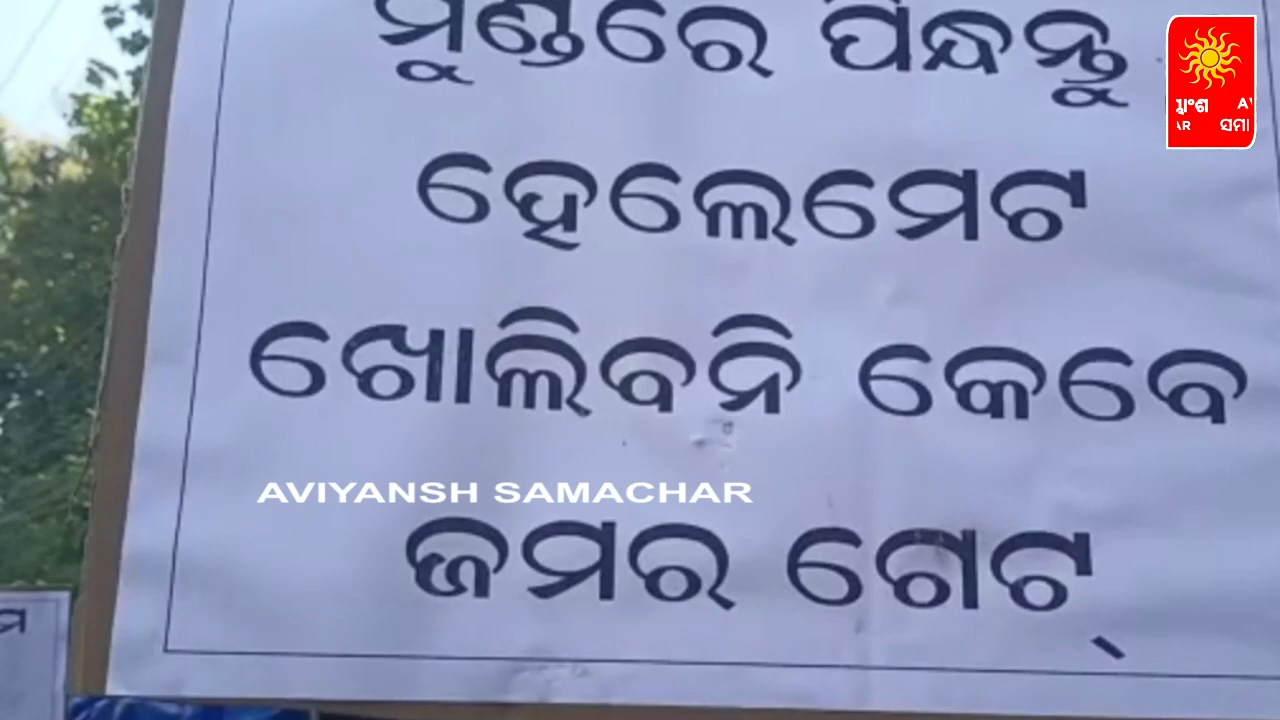 ମୁଣ୍ଡରେ ପିନ୍ଧନ୍ତୁ
ହେଲେମେଟ
ଖୋଲିବନି କେବେ
AVIYANSH SAMACHAR
ଜମର ଗେଟ୍